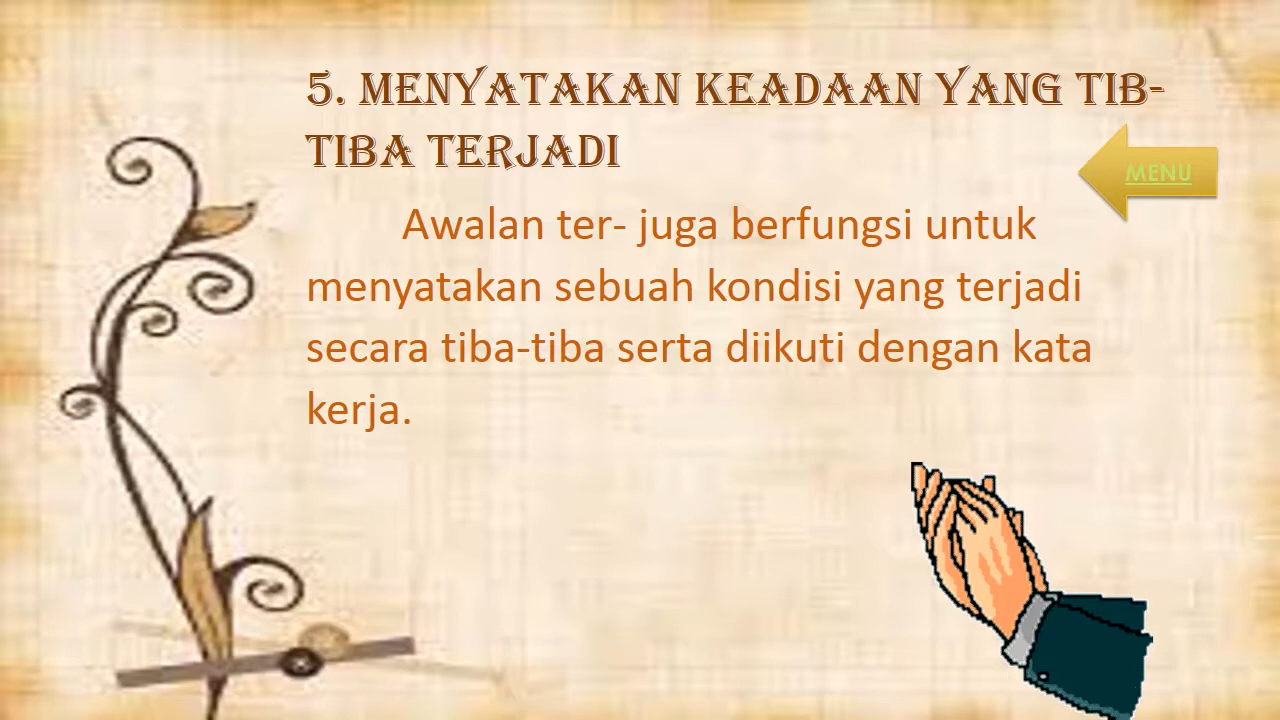 5. MENYATAKAN KEADAAN YANG TIB-
TIBA TERJADI
MENU
Awalan ter- juga berfungsi untuk
menyatakan sebuah kondisi yang terjadi
secara tiba-tiba serta diikuti dengan kata
kerja.